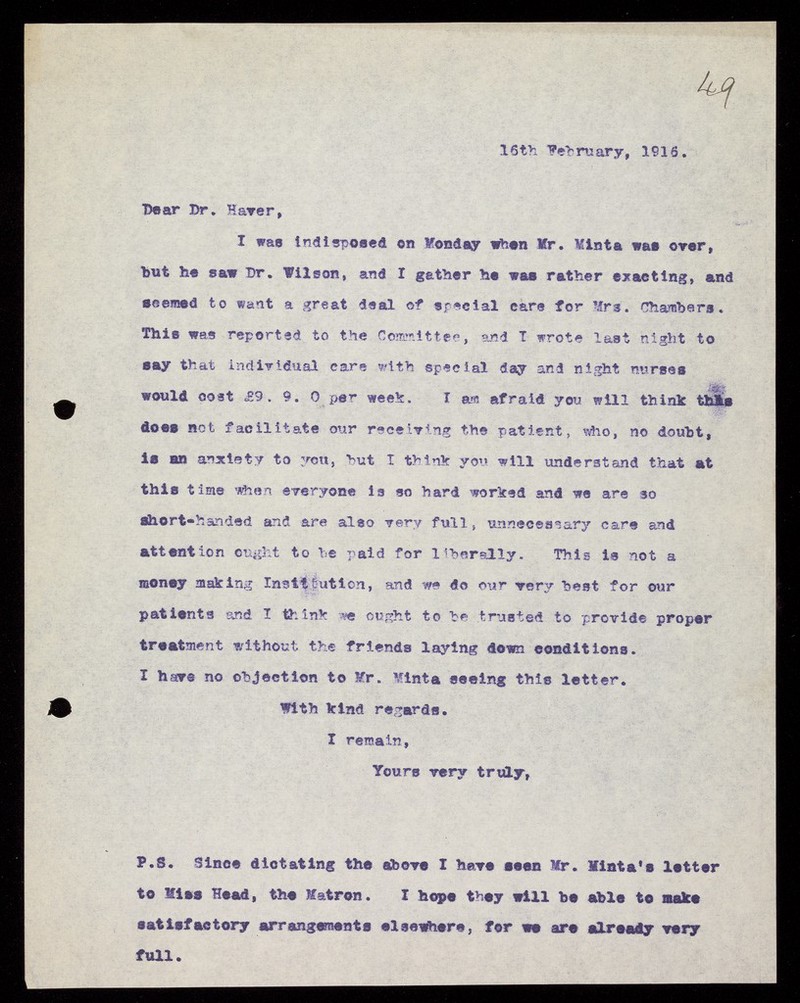 49
16th February, 1916.
Dear Dr. Haver,
I was indisposed on Monday when Mr. Minta was over,
but he saw Dr. Wilson, and I gather he was rather exacting, and
seemed to want a great deal of special care for Mrs. Chambers.
This was reported to the Committee, and I wrote last night to
say that individual care with special day and night nurses
would cost £9. 9. 0 per week. I am afraid you will think this
does not facilitate our receiving the patient, who, no doubt,
is an anxiety to you, but I think you will understand that at
this time when everyone is so hard worked and we are so
short-handed and are also very full, unnecessary care and
attention ought to be paid for liberally. This is not a
money making Institution, and we do our very best for our
patients and I think we ought to be trusted to provide proper
treatment without the friends laying down conditions.
I have no objection to Mr. Minta seeing this letter.
With kind regards.
I remain,
Yours very truly,
P.S. Since dictating the above I have seen Mr. Minta's letter
to Miss Head, the Matron. I hope they will be able to make
satisfactory arrangements elsewhere, for we are already very
full.